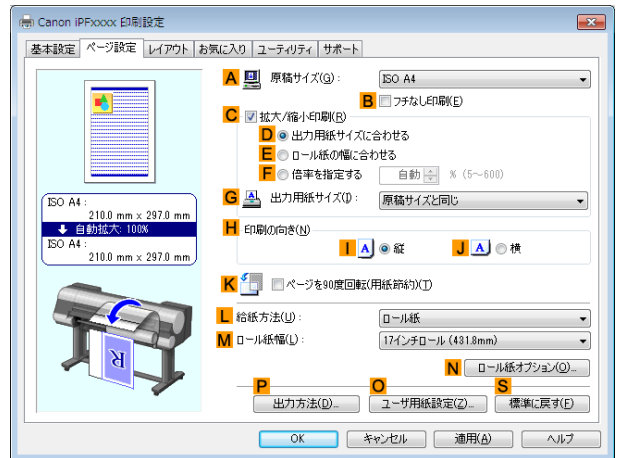 Canon iPFxxxx 印刷設定
基本設定 ページ設定 レイアウト お気に入り ユーティリティ サポート
A 原稿サイズ(G): ISO A4
B フチなし印刷(E)
C 拡大/縮小印刷(R)
D 出力用紙サイズに合わせる
E ロール紙の幅に合わせる
F 倍率を指定する 自動 % (5～600)
G A 出力用紙サイズ(I): 原稿サイズと同じ
ISO A4 :
210.0 mm x 297.0 mm
自動拡大: 100%
ISO A4 :
210.0 mm x 297.0 mm
H 印刷の向き(N)
I A 縦 J A 横
K ページを90度回転(用紙節約)(T)
L 給紙方法(U): ロール紙
M ロール紙幅(L): 17インチロール (431.8mm)
R
N ロール紙オプション(O)...
P O S
出力方法(D)... ユーザ用紙設定(Z)... 標準に戻す(F)
OK キャンセル 適用(A) ヘルプ